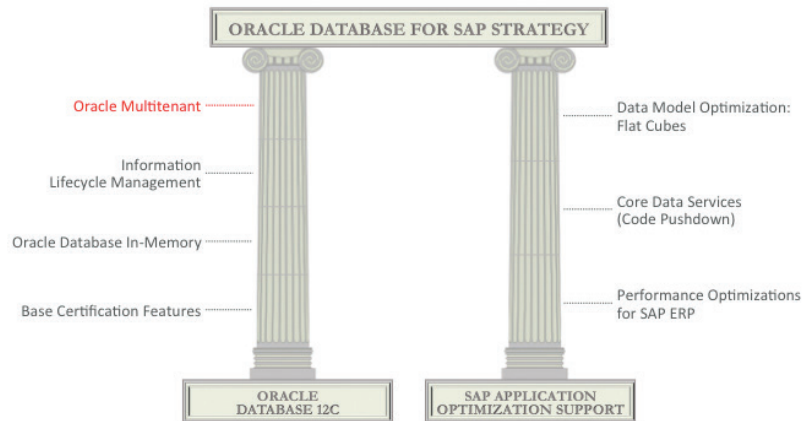 ORACLE DATABASE FOR SAP STRATEGY
Oracle Multitenant
Information
Lifecycle Management
Oracle Database In-Memory
Base Certification Features
Data Model Optimization:
Flat Cubes
Core Data Services
(Code Pushdown)
Performance Optimizations
for SAP ERP
ORACLE
DATABASE 12C
SAP APPLICATION
OPTIMIZATION SUPPORT